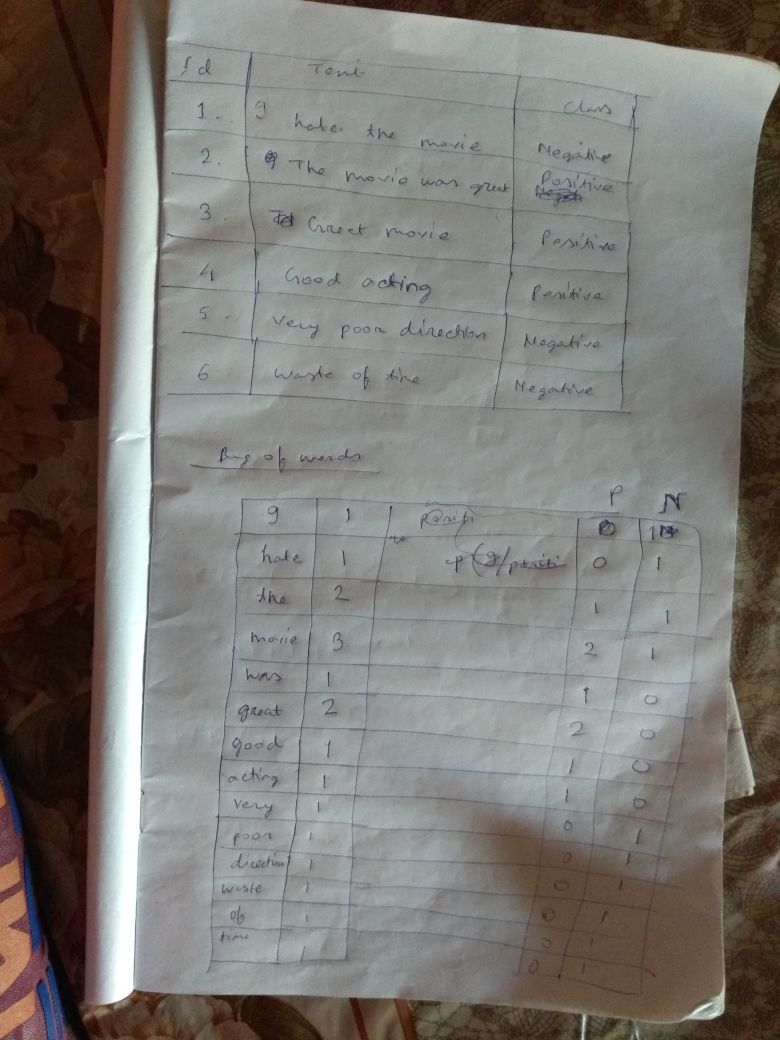 Id Text Class
1. I hate the movie Negative
2. The movie was great Positive
3. Great movie Positive
4 Good acting Positive
5. Very poor direction Negative
6 waste of time Negative
Bag of words
P N
I 1 0 1
hate 1 0 1
the 2 1 1
movie 3 2 1
was 1 1 0
great 2 2 0
good 1 1 0
acting 1 1 0
very 1 0 1
poor 1 0 1
direction 1 0 1
waste 1 0 1
of 1 0 1
time 1 0 1